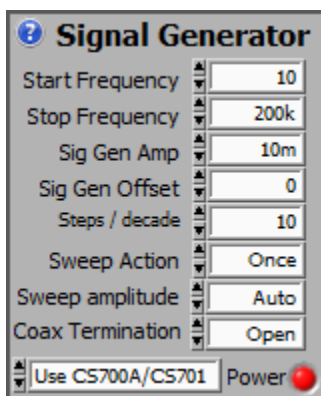 ? Signal Generator
Start Frequency 10
Stop Frequency 200k
Sig Gen Amp 10m
Sig Gen Offset 0
Steps / decade 10
Sweep Action Once
Sweep amplitude Auto
Coax Termination Open
Use CS700A/CS701 Power